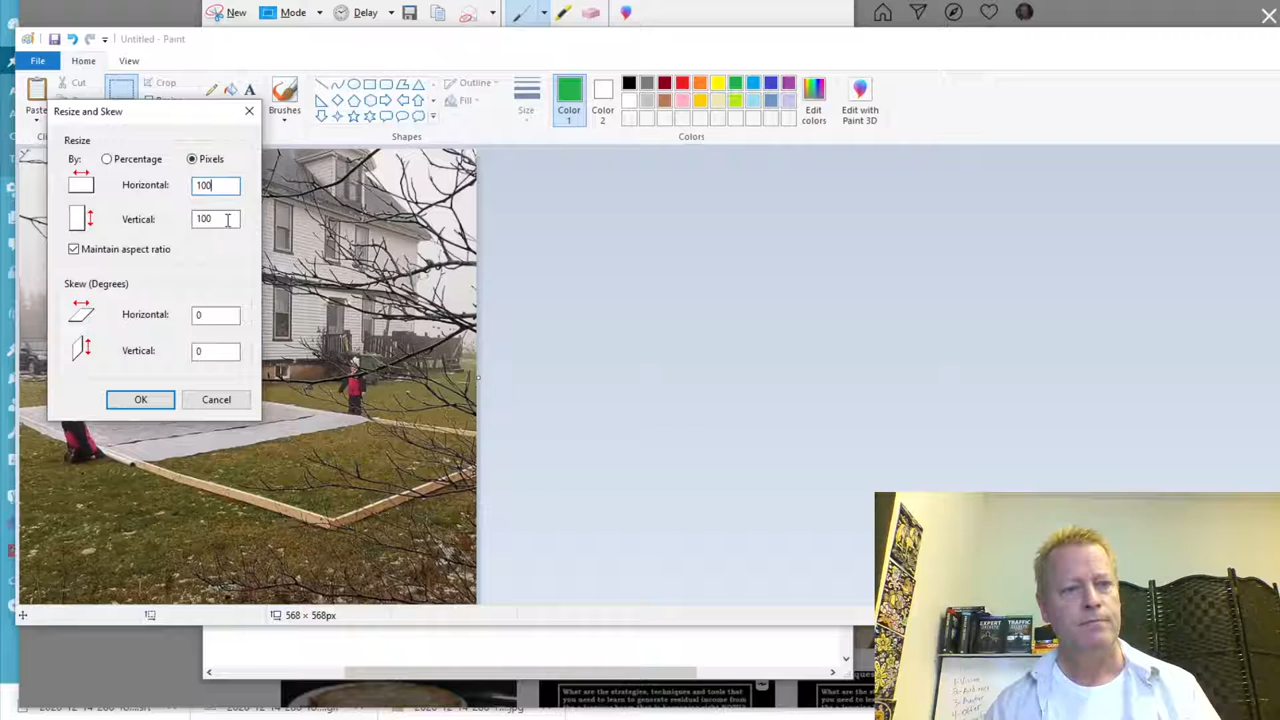 New
Mode
Delay
Untitled - Paint
File
Home
View
Cut
Crop
Paste
Brushes
Outline
Fill
Shapes
Size
Color 1
Color 2
Edit colors
Edit with Paint 3D
Colors
Resize and Skew
Resize
By:
Percentage
Pixels
Horizontal:
100
Vertical:
100
Maintain aspect ratio
Skew (Degrees)
Horizontal:
0
Vertical:
0
OK
Cancel
568 × 568px
EXPERT
TRAFFIC
What are the strategies, techniques and tools that
you need to learn to generate residual income from